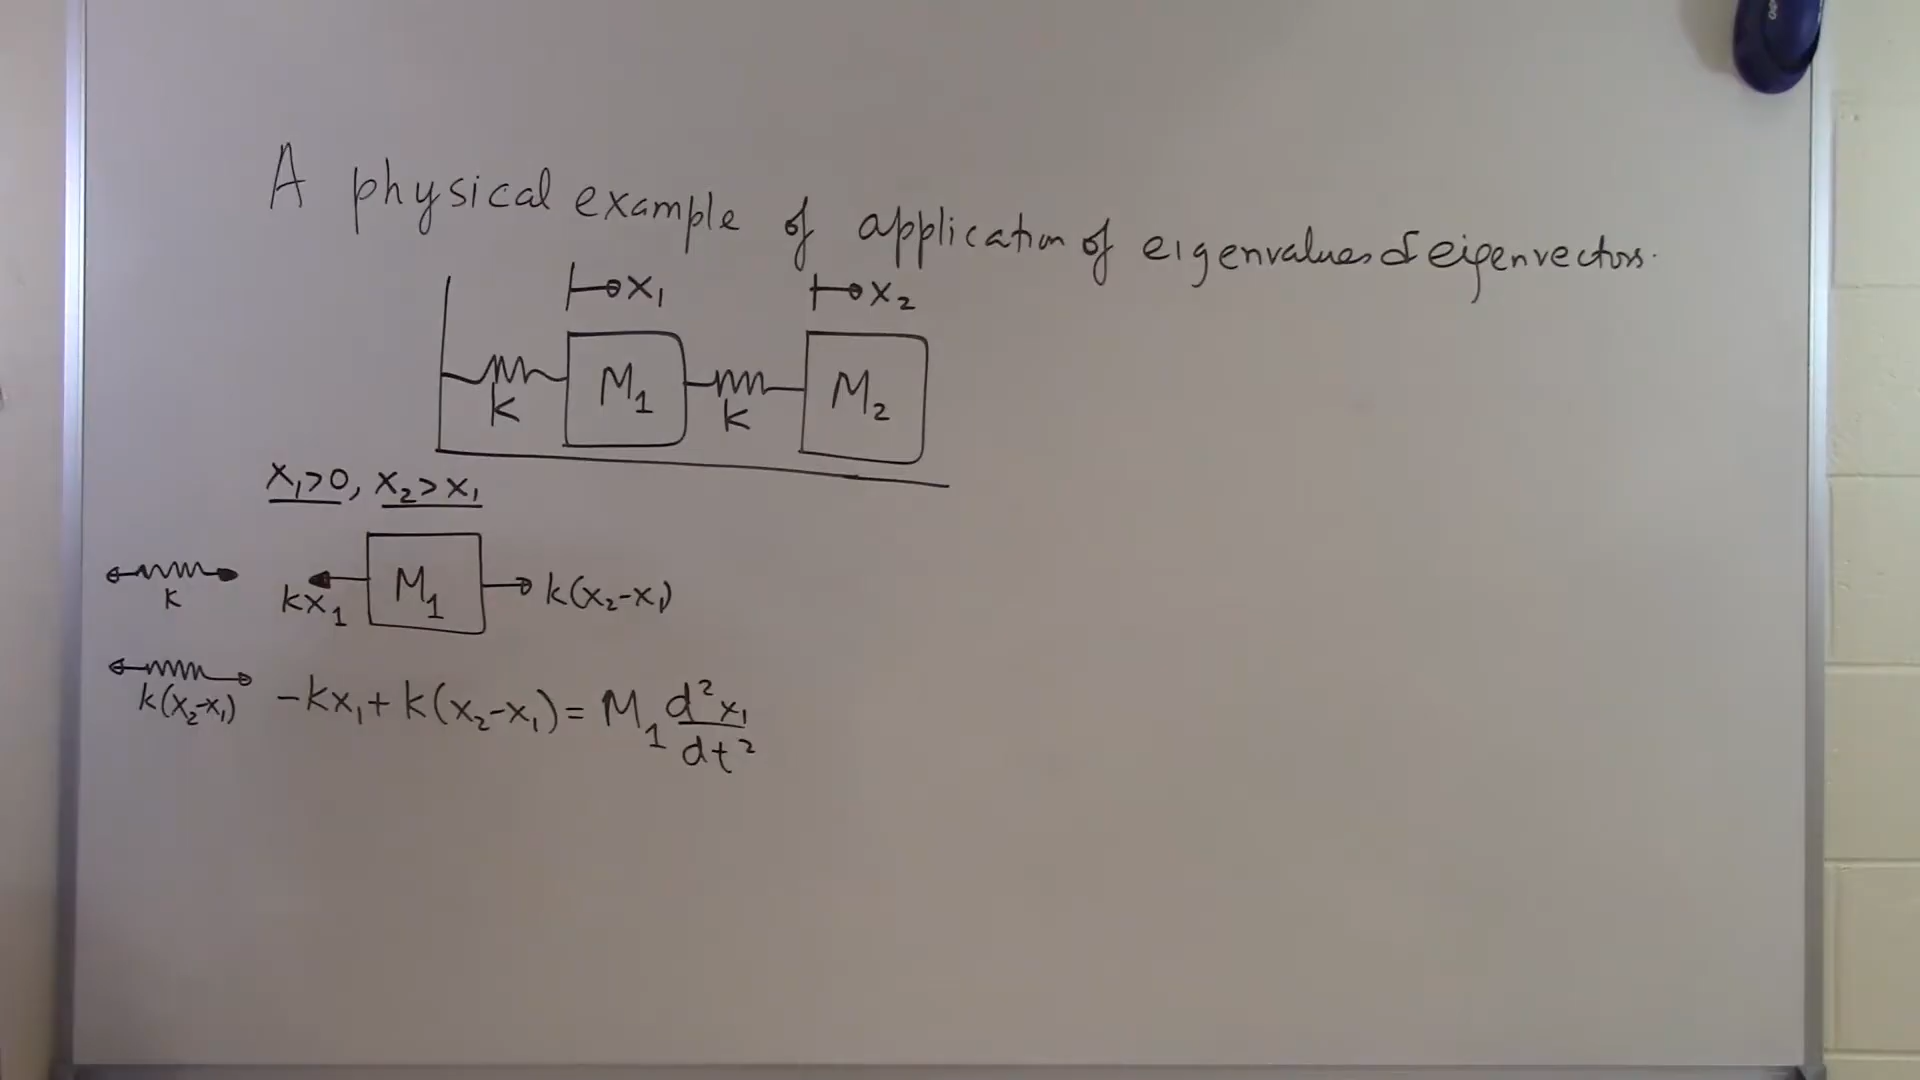 A physical example of application of eigenvalues & eigenvectors.
x₁ x₂
K M₁ K M₂
x₁>0, x₂>x₁
K kx₁ M₁ k(x₂-x₁)
k(x₂-x₁) -kx₁+k(x₂-x₁)=M₁ d²x₁/dt²